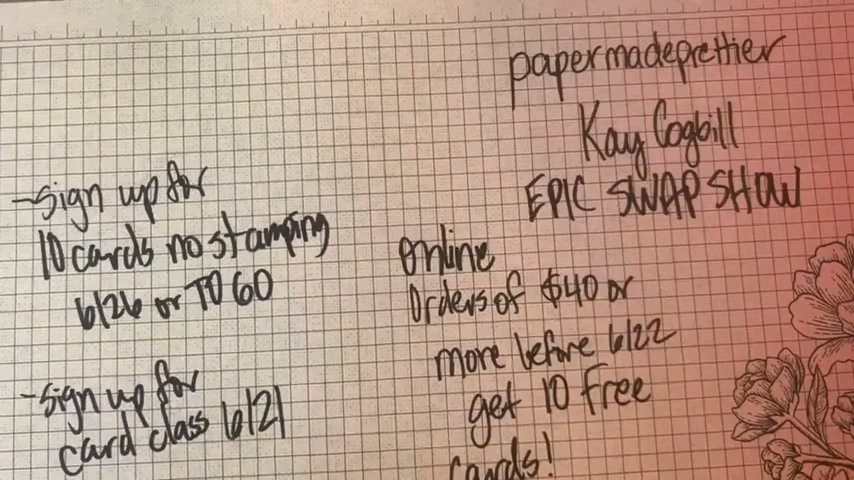 papermadeprettier
Kay Cogbill
EPIC SWAP SHOW
-sign up for
10 cards no stamping
6/26 or TO GO
-sign up for
card class 6/21
online
orders of $40 or
more before 6/22
get 10 free
cards!